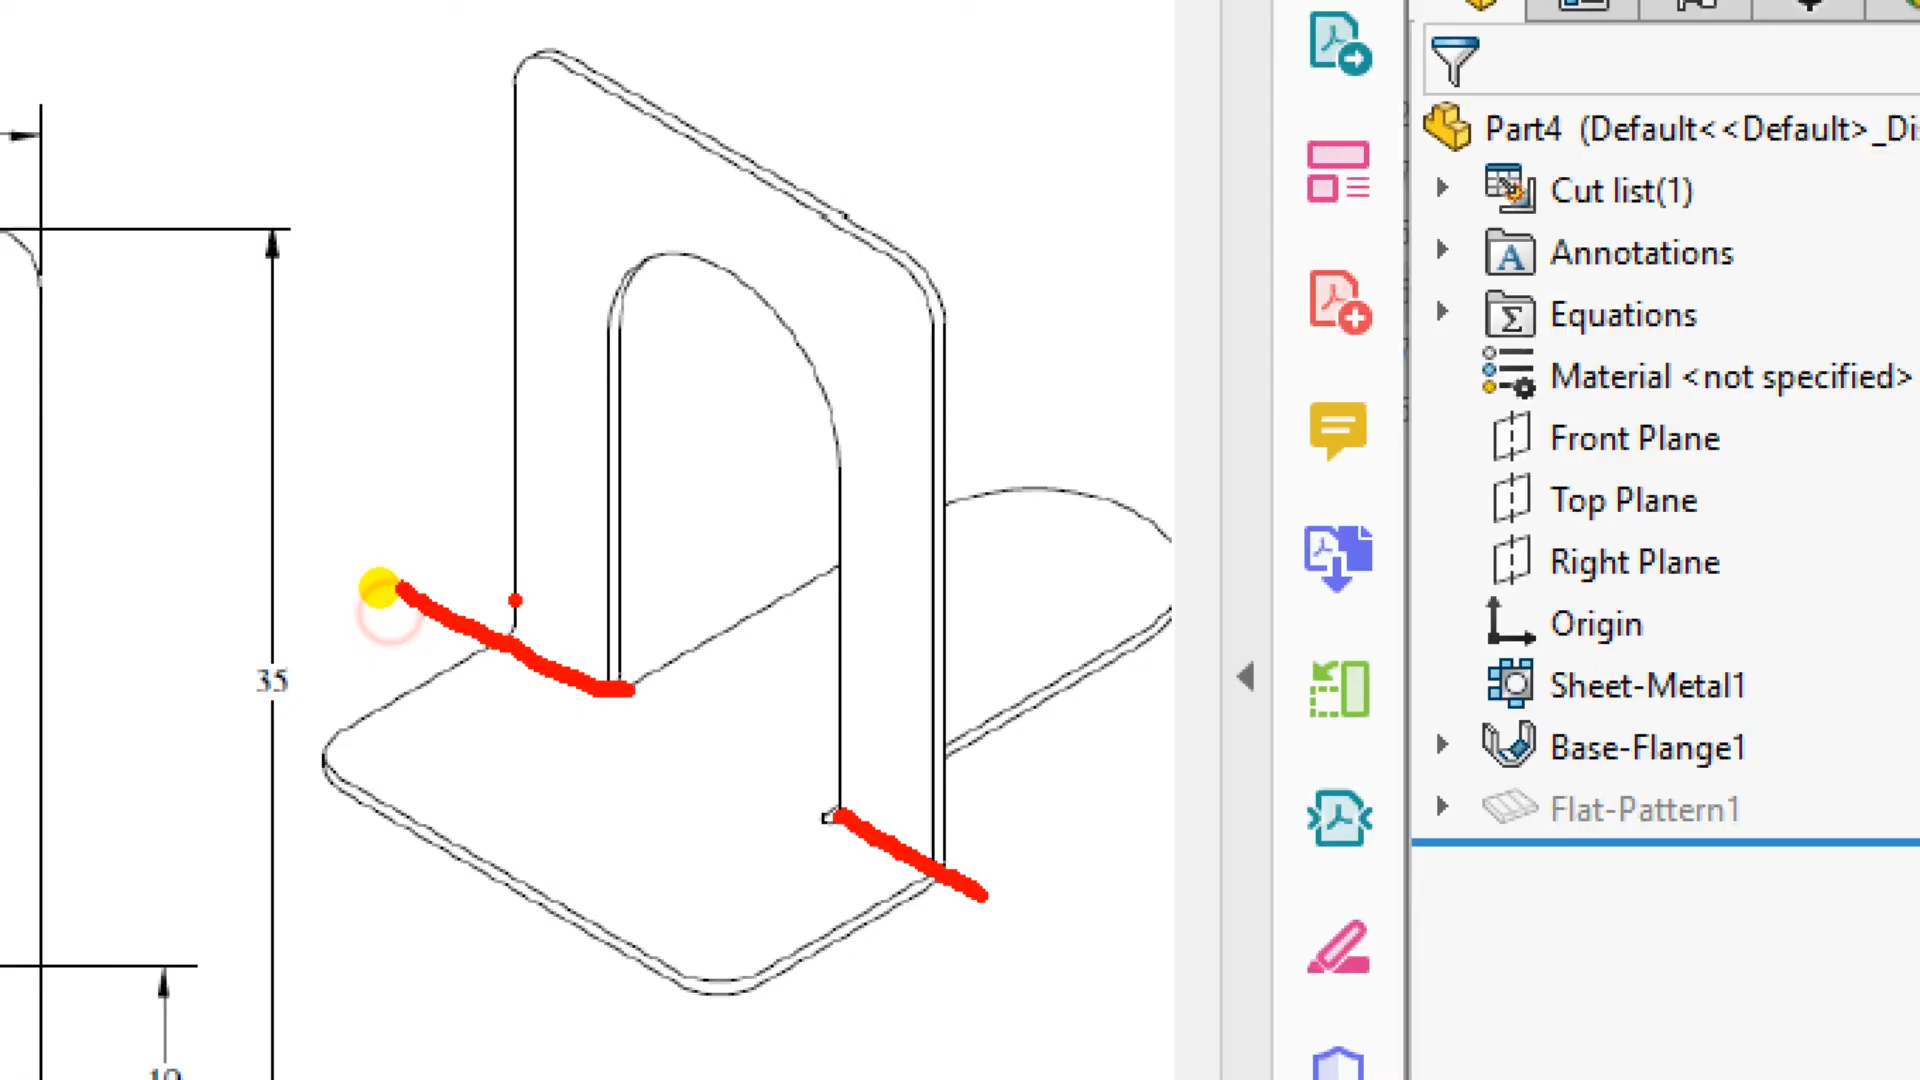 Part4 (Default<<Default>_Di
Cut list(1)
Annotations
Equations
Material <not specified>
Front Plane
Top Plane
Right Plane
Origin
Sheet-Metal1
Base-Flange1
Flat-Pattern1
35
10